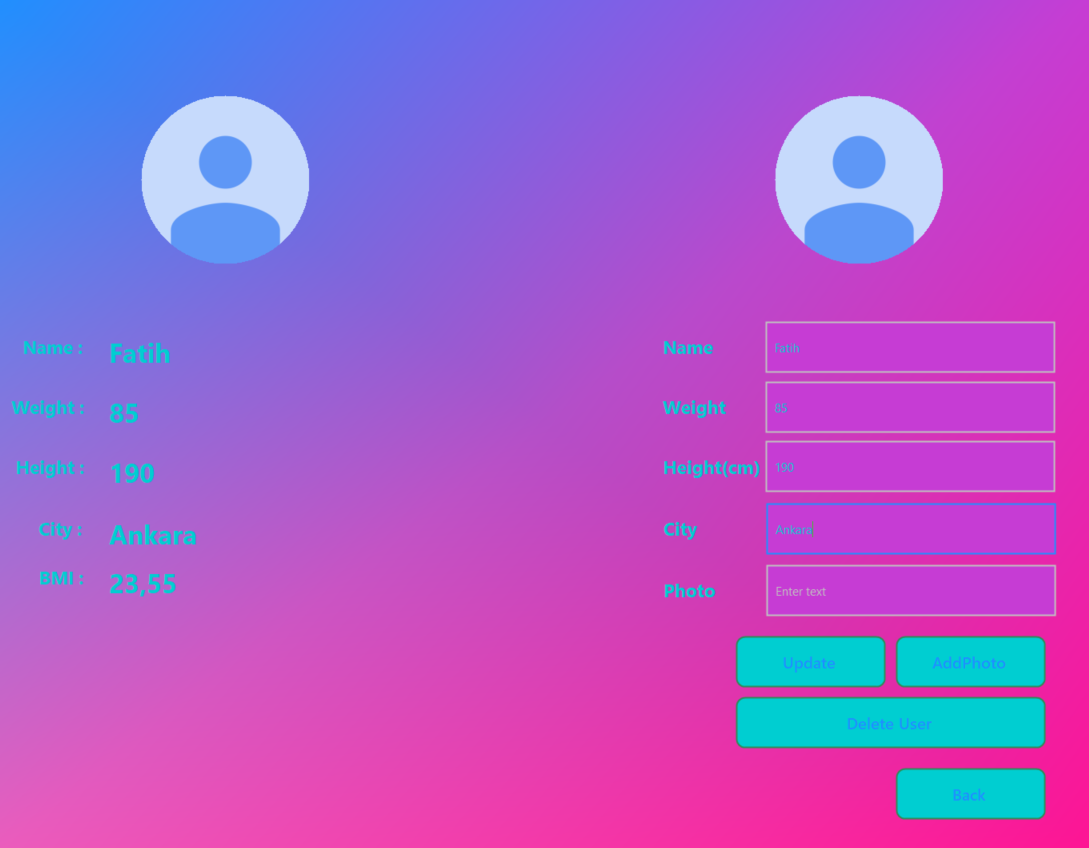 Name : Fatih
Weight : 85
Height : 190
City : Ankara
BMI : 23,55
Name Fatih
Weight 85
Height(cm) 190
City Ankara
Photo Enter text
Update AddPhoto
Delete User
Back